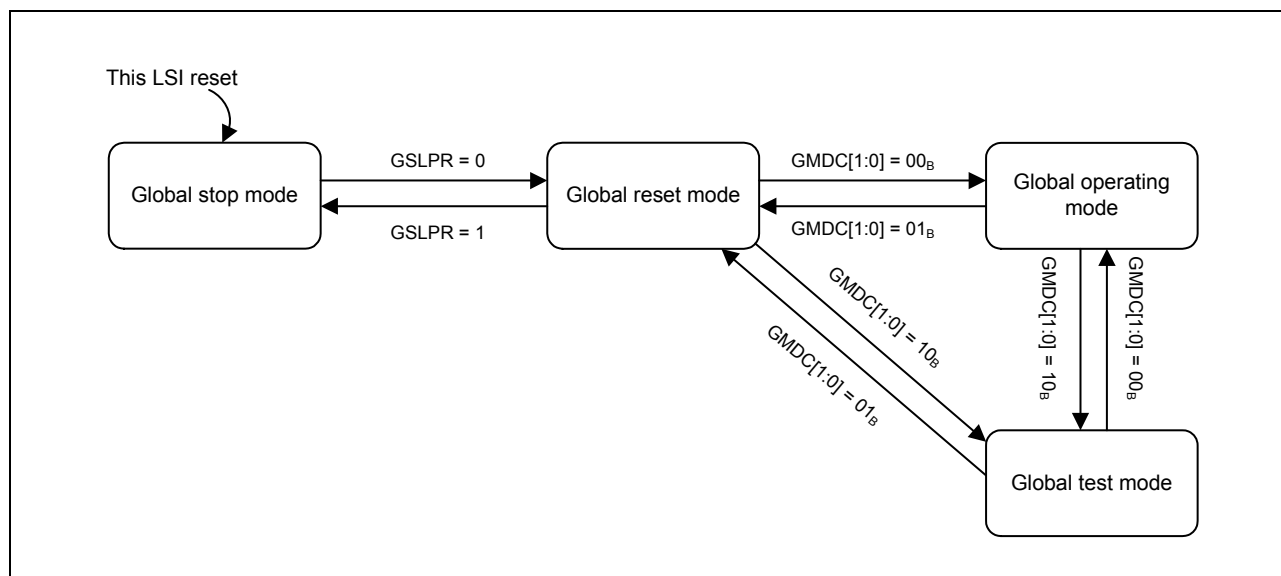 This LSI reset
Global stop mode
GSLPR = 0
GSLPR = 1
Global reset mode
GMDC[1:0] = 00B
GMDC[1:0] = 01B
Global operating
mode
GMDC[1:0] = 10B
GMDC[1:0] = 01B
GMDC[1:0] = 10B
GMDC[1:0] = 00B
Global test mode